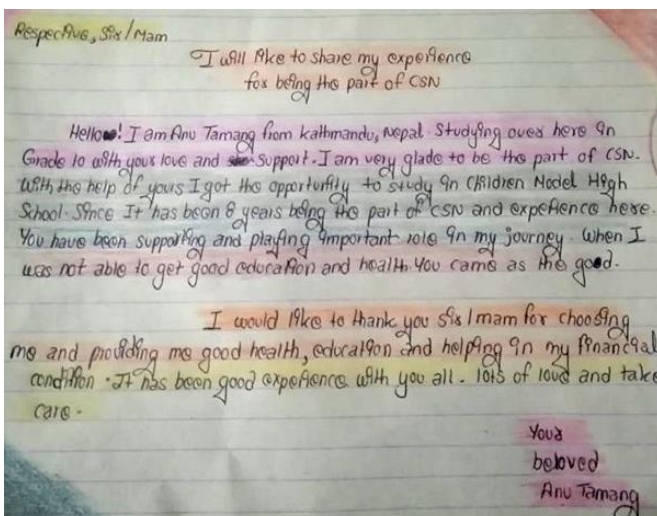 Respective, Sir/Mam
I will like to share my experience
for being the part of CSN
Hello! I am Anu Tamang from kathmandu, Nepal. Studying over here in
Grade 10 with your love and support. I am very glade to be the part of CSN.
With the help of yours I got the opportunity to study in Children Model High
School. Since It has been 8 years being the part of CSN and experience here.
You have been supporting and playing important role in my journey. When I
was not able to get good education and health. You came as the good.
I would like to thank you Sir/mam for choosing
me and providing me good health, education and helping in my financial
condition. It has been good experience with you all. lots of love and take
care.
Your
beloved
Anu Tamang